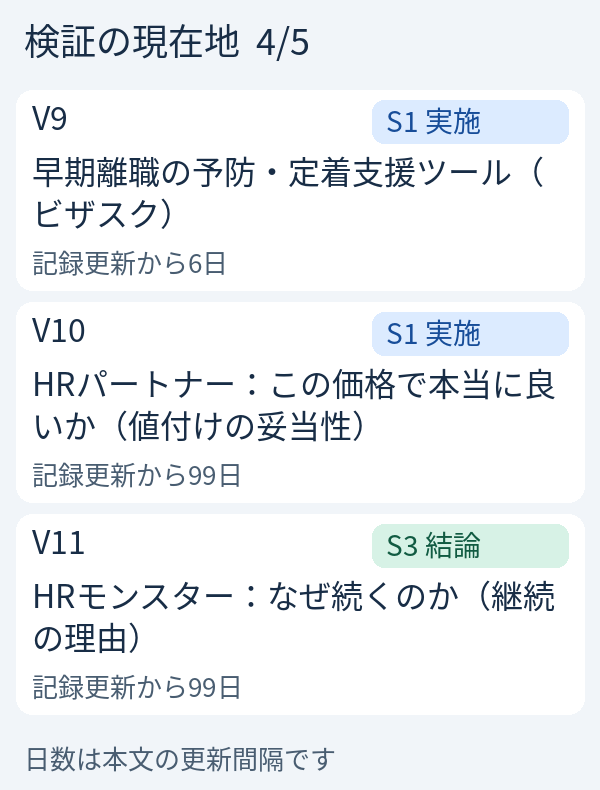 検証の現在地 4/5
V9
S1 実施
早期離職の予防・定着支援ツール（
ビザスク）
記録更新から6日
V10
S1 実施
HRパートナー：この価格で本当に良
いか（値付けの妥当性）
記録更新から99日
V11
S3 結論
HRモンスター：なぜ続くのか（継続
の理由）
記録更新から99日
日数は本文の更新間隔です